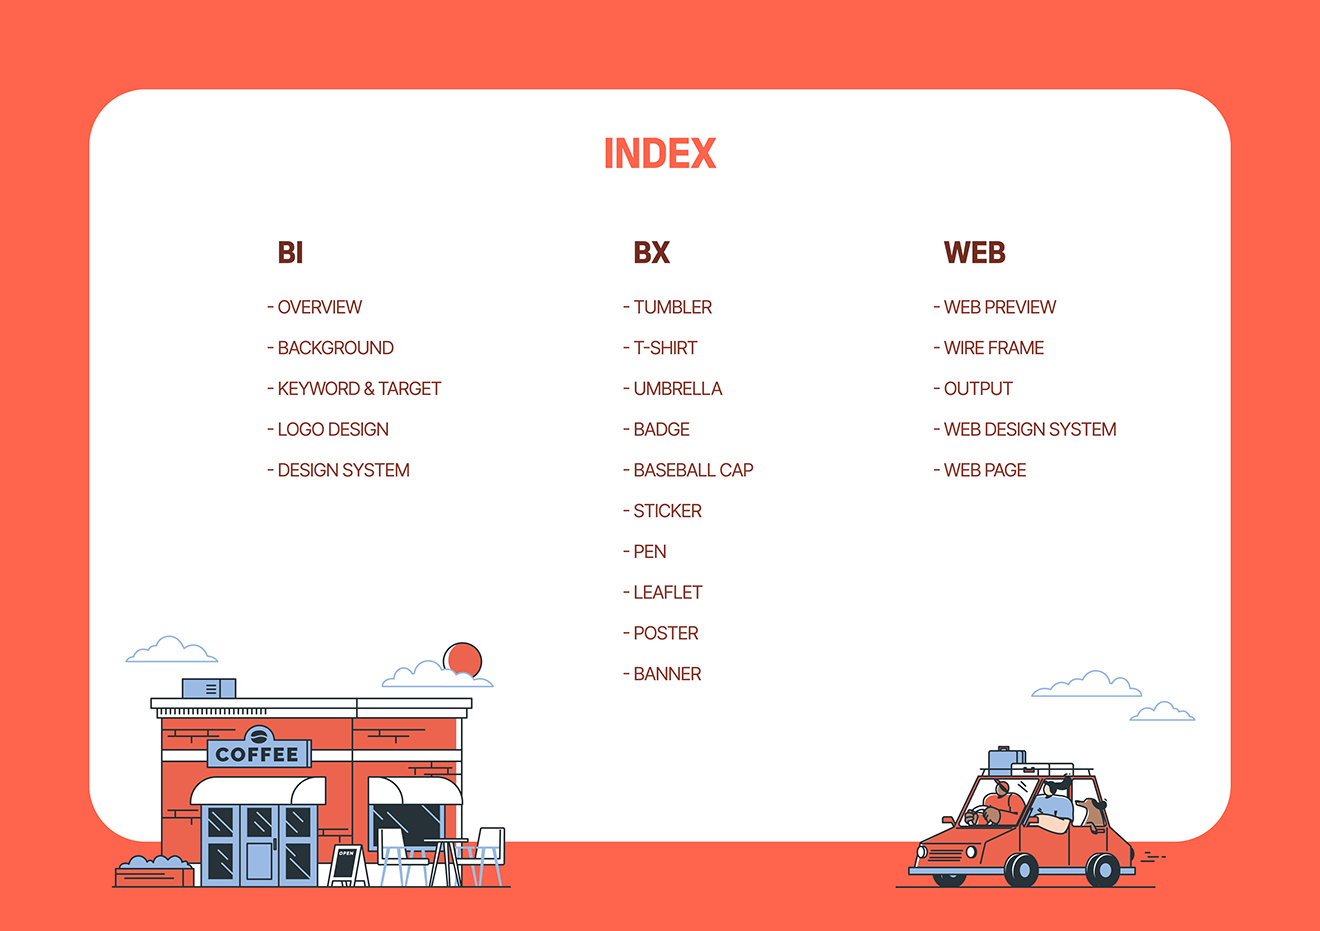 INDEX
BI
- OVERVIEW
- BACKGROUND
- KEYWORD & TARGET
- LOGO DESIGN
- DESIGN SYSTEM
BX
- TUMBLER
- T-SHIRT
- UMBRELLA
- BADGE
- BASEBALL CAP
- STICKER
- PEN
- LEAFLET
- POSTER
- BANNER
WEB
- WEB PREVIEW
- WIRE FRAME
- OUTPUT
- WEB DESIGN SYSTEM
- WEB PAGE
COFFEE
OPEN